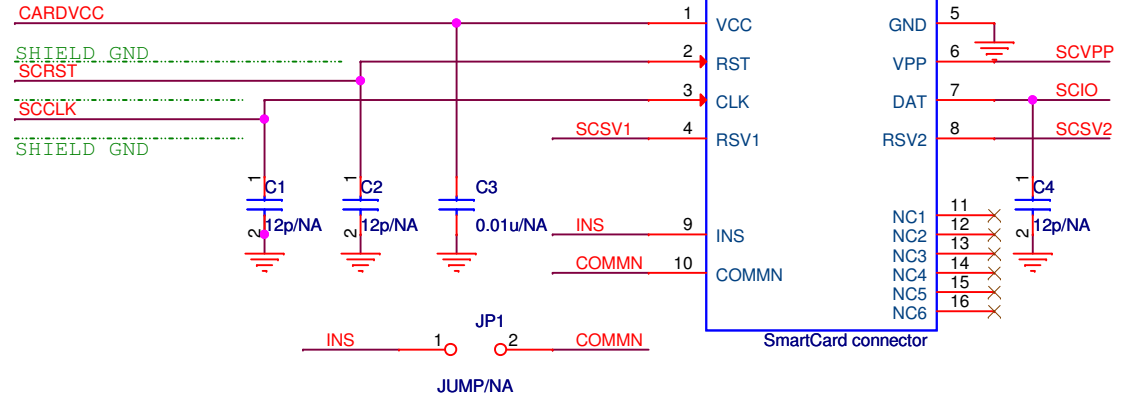 CARDVCC
1
VCC
GND
5
SHIELD GND
2
RST
VPP
6
SCVPP
SCRST
3
CLK
DAT
7
SCIO
SCCLK
SCSV1
4
RSV1
RSV2
8
SCSV2
SHIELD GND
1
C1
12p/NA
2
1
C2
12p/NA
2
C3
0.01u/NA
1
C4
12p/NA
2
INS
9
INS
COMMN
10
COMMN
NC1
11
NC2
12
NC3
13
NC4
14
NC5
15
NC6
16
SmartCard connector
JP1
INS
1
2
COMMN
JUMP/NA